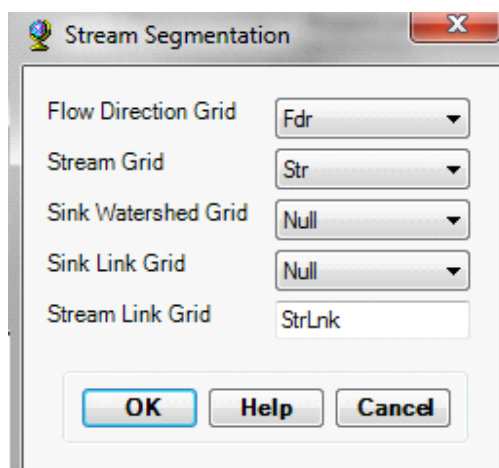 Stream Segmentation
Flow Direction Grid Fdr
Stream Grid Str
Sink Watershed Grid Null
Sink Link Grid Null
Stream Link Grid StrLnk
OK Help Cancel